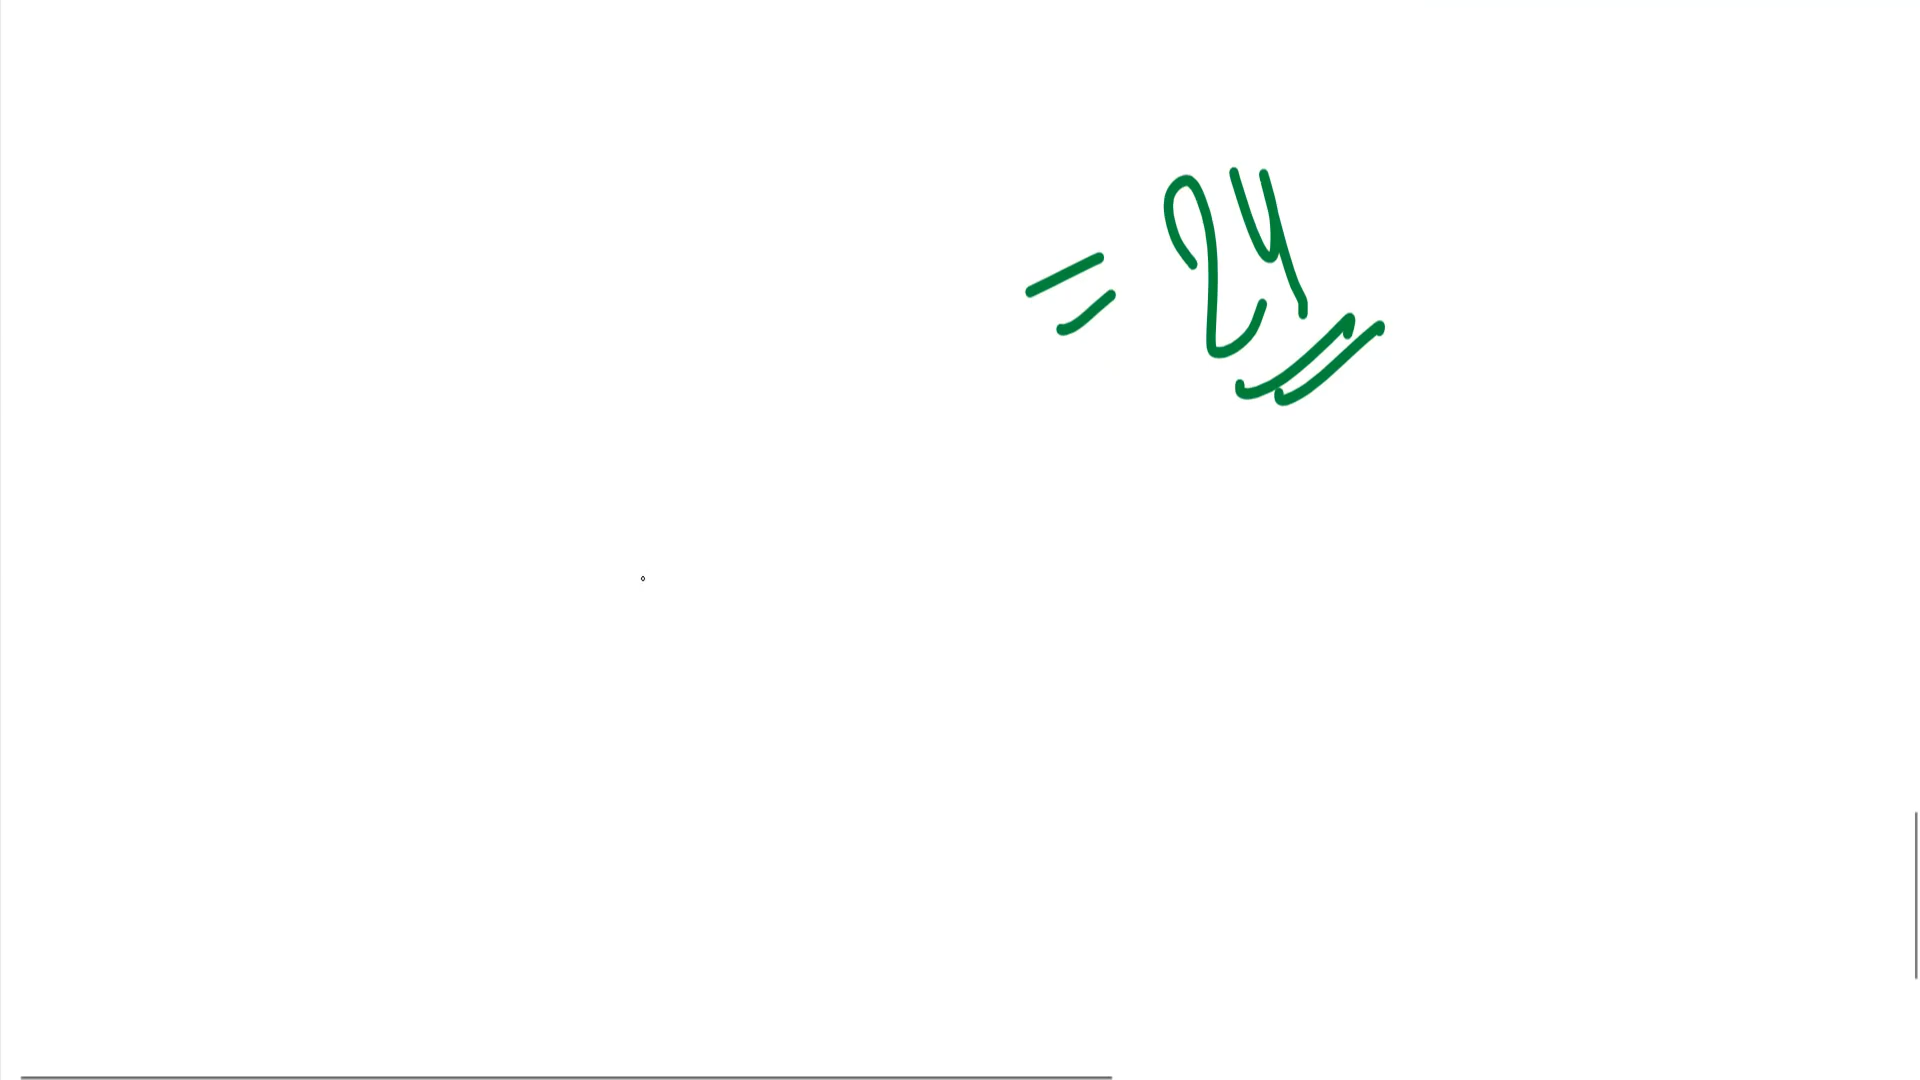 = 24